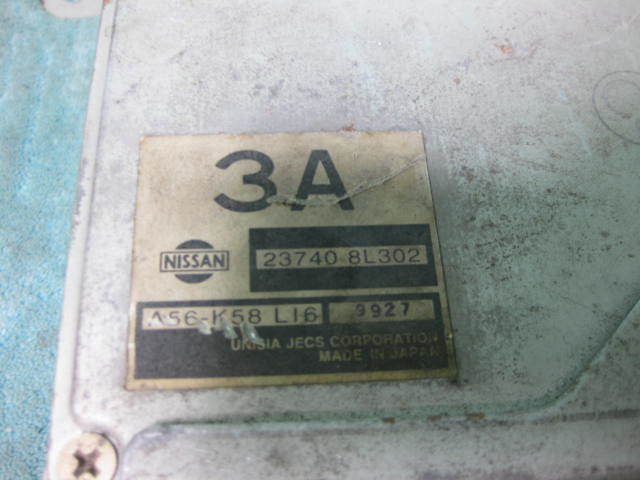 3A
NISSAN
23740 8L302
A56-K58 L16 9927
UNISIA JECS CORPORATION
MADE IN JAPAN